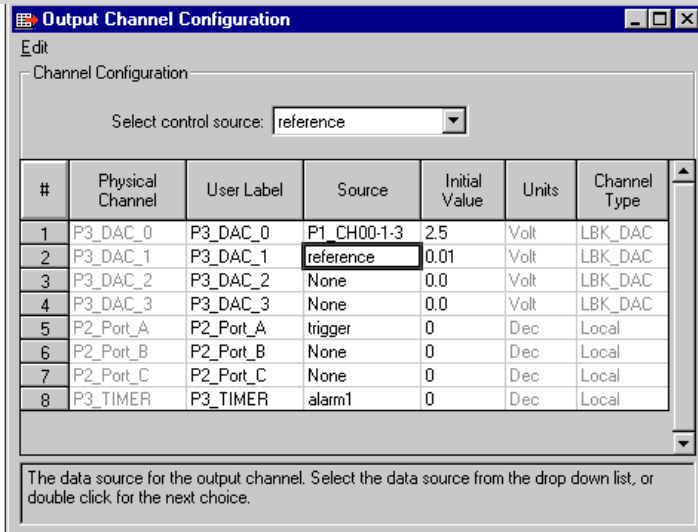 Output Channel Configuration
Edit
Channel Configuration
Select control source: reference
# Physical Channel User Label Source Initial Value Units Channel Type
1 P3_DAC_0 P3_DAC_0 P1_CH00-1-3 2.5 Volt LBK_DAC
2 P3_DAC_1 P3_DAC_1 reference 0.01 Volt LBK_DAC
3 P3_DAC_2 P3_DAC_2 None 0.0 Volt LBK_DAC
4 P3_DAC_3 P3_DAC_3 None 0.0 Volt LBK_DAC
5 P2_Port_A P2_Port_A trigger 0 Dec Local
6 P2_Port_B P2_Port_B None 0 Dec Local
7 P2_Port_C P2_Port_C None 0 Dec Local
8 P3_TIMER P3_TIMER alarm1 0 Dec Local
The data source for the output channel. Select the data source from the drop down list, or
double click for the next choice.